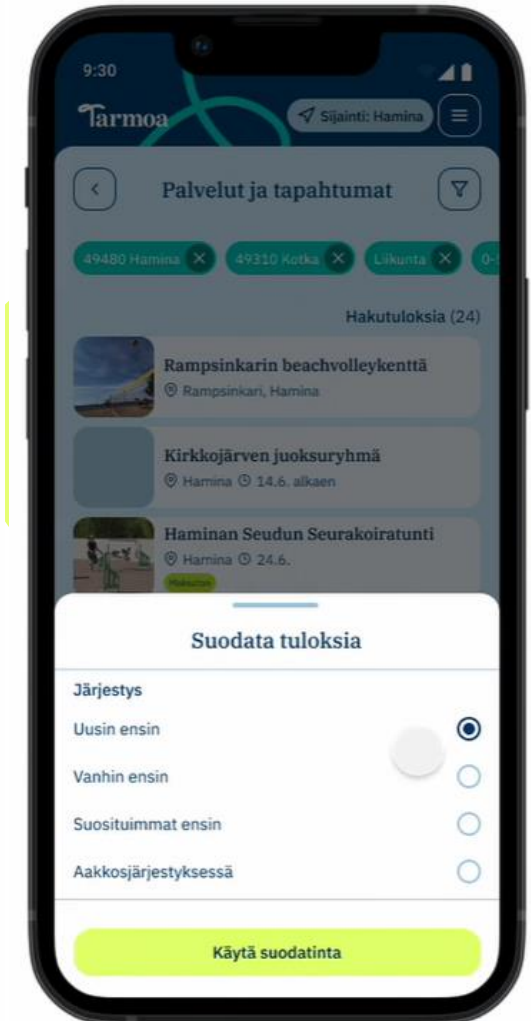 9:30
Tarmoa
Sijainti: Hamina
Palvelut ja tapahtumat
49480 Hamina
49310 Kotka
Liikunta
0-
Hakutuloksia (24)
Rampsinkarin beachvolleykenttä
Rampsinkari, Hamina
Kirkkojärven juoksuryhmä
Hamina 14.6. alkaen
Haminan Seudun Seurakoiratunti
Hamina 24.6.
Maksuton
Suodata tuloksia
Järjestys
Uusin ensin
Vanhin ensin
Suosituimmat ensin
Aakkosjärjestyksessä
Käytä suodatinta